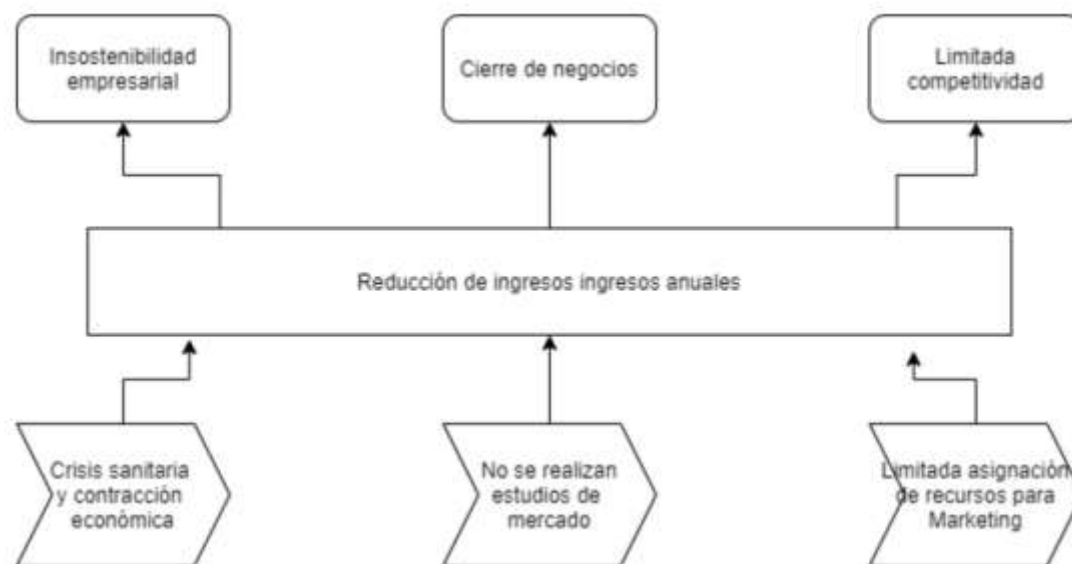 Insostenibilidad
empresarial
Cierre de negocios
Limitada
competitividad
Reducción de ingresos ingresos anuales
Crisis sanitaria
y contracción
económica
No se realizan
estudios de
mercado
Limitada asignación
de recursos para
Marketing